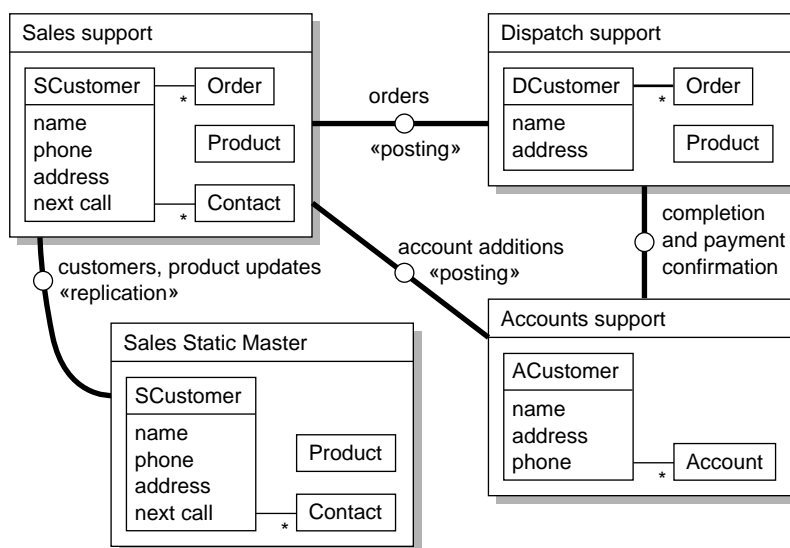 Sales support
SCustomer
name
phone
address
next call
*
Order
Product
*
Contact
orders
«posting»
Dispatch support
DCustomer
name
address
*
Order
Product
customers, product updates
«replication»
account additions
«posting»
completion
and payment
confirmation
Sales Static Master
SCustomer
name
phone
address
next call
Product
*
Contact
Accounts support
ACustomer
name
address
phone
*
Account